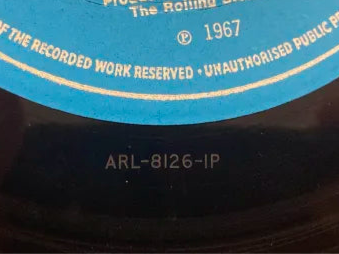 The Rolling
℗ 1967
OF THE RECORDED WORK RESERVED • UNAUTHORISED PUBLIC
ARL-8126-1P